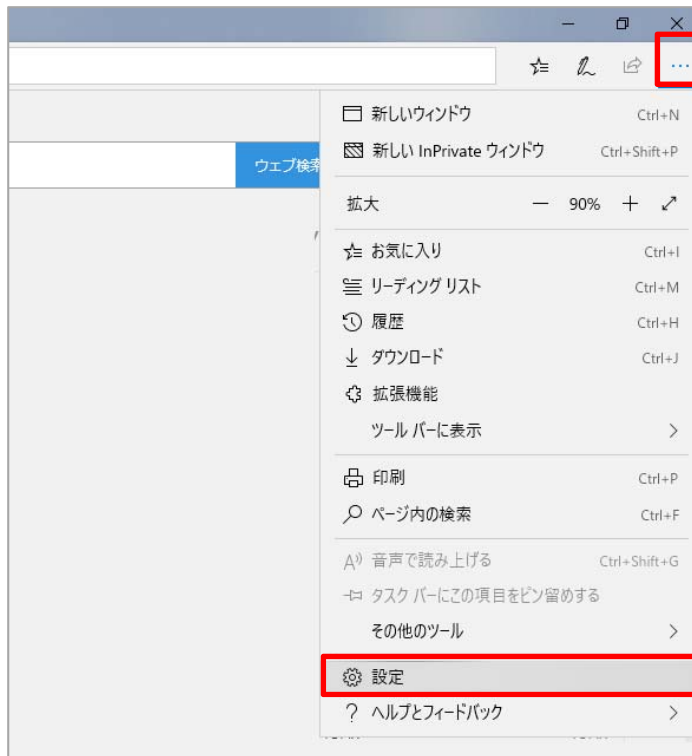 新しいウィンドウ Ctrl+N
新しい InPrivate ウィンドウ Ctrl+Shift+P
ウェブ検索
拡大 — 90% +
お気に入り Ctrl+I
リーディング リスト Ctrl+M
履歴 Ctrl+H
ダウンロード Ctrl+J
拡張機能
ツール バーに表示 >
印刷 Ctrl+P
ページ内の検索 Ctrl+F
音声で読み上げる Ctrl+Shift+G
タスク バーにこの項目をピン留めする
その他のツール >
設定
? ヘルプとフィードバック >